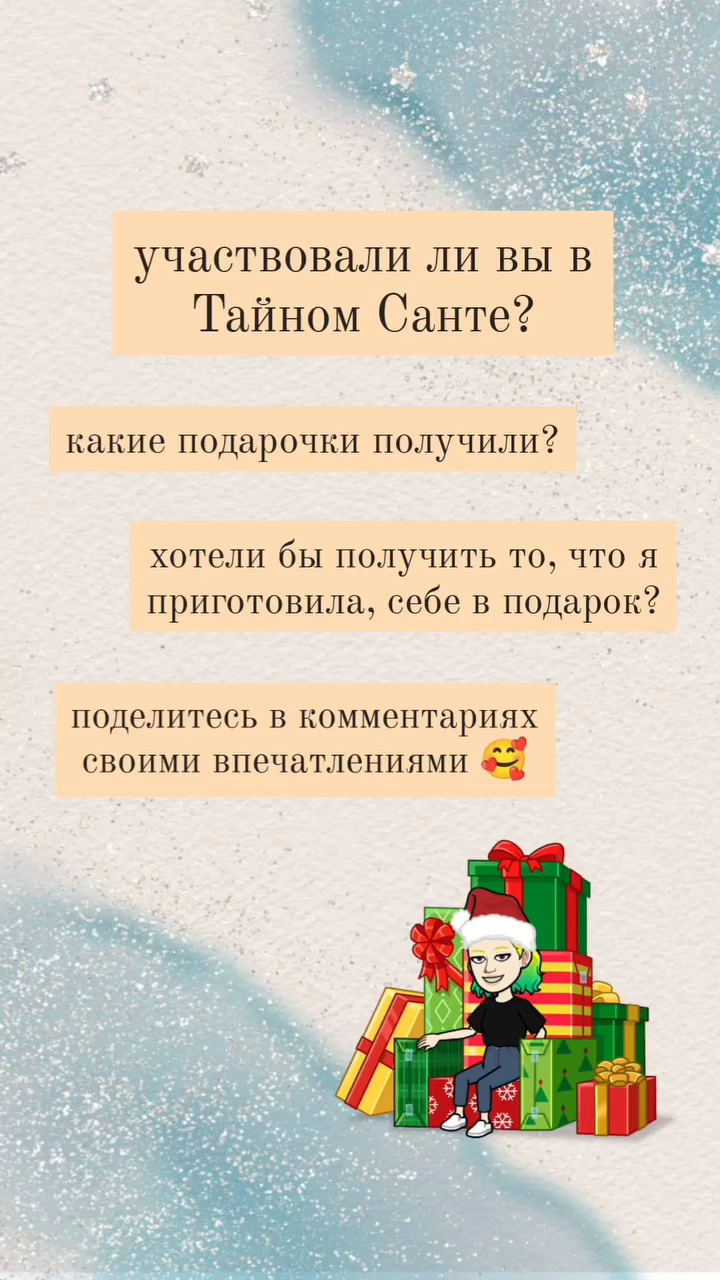 участвовали ли вы в
Тайном Санте?
какие подарочки получили?
хотели бы получить то, что я
приготовила, себе в подарок?
поделитесь в комментариях
своими впечатлениями 🥰